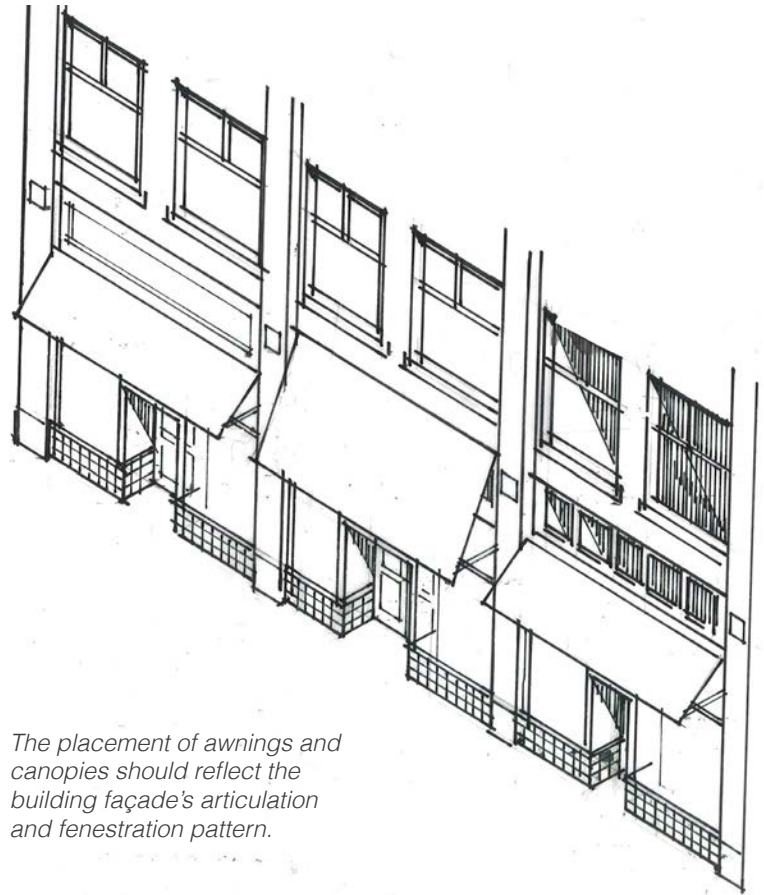 The placement of awnings and
canopies should reflect the
building façade’s articulation
and fenestration pattern.